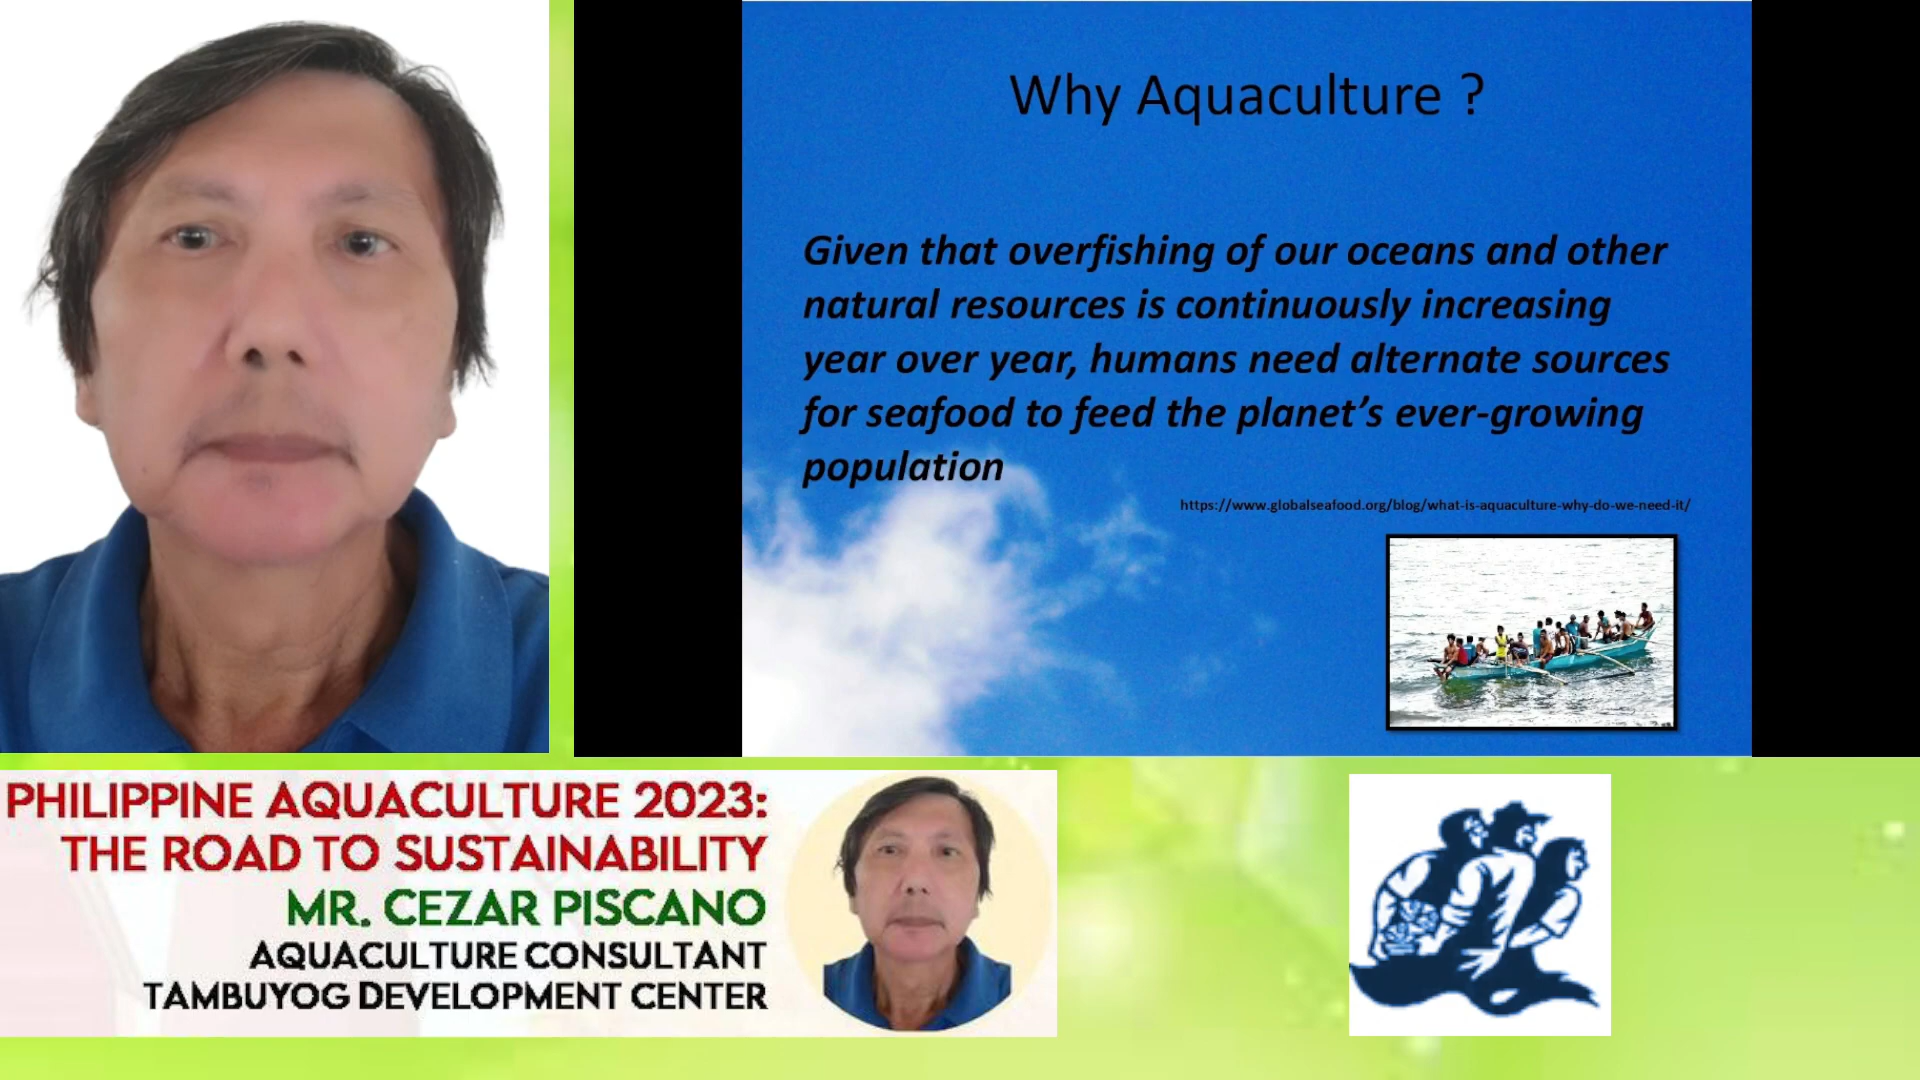 Why Aquaculture ?
Given that overfishing of our oceans and other
natural resources is continuously increasing
year over year, humans need alternate sources
for seafood to feed the planet’s ever-growing
population
https://www.globalseafood.org/blog/what-is-aquaculture-why-do-we-need-it/
PHILIPPINE AQUACULTURE 2023:
THE ROAD TO SUSTAINABILITY
MR. CEZAR PISCANO
AQUACULTURE CONSULTANT
TAMBUYOG DEVELOPMENT CENTER